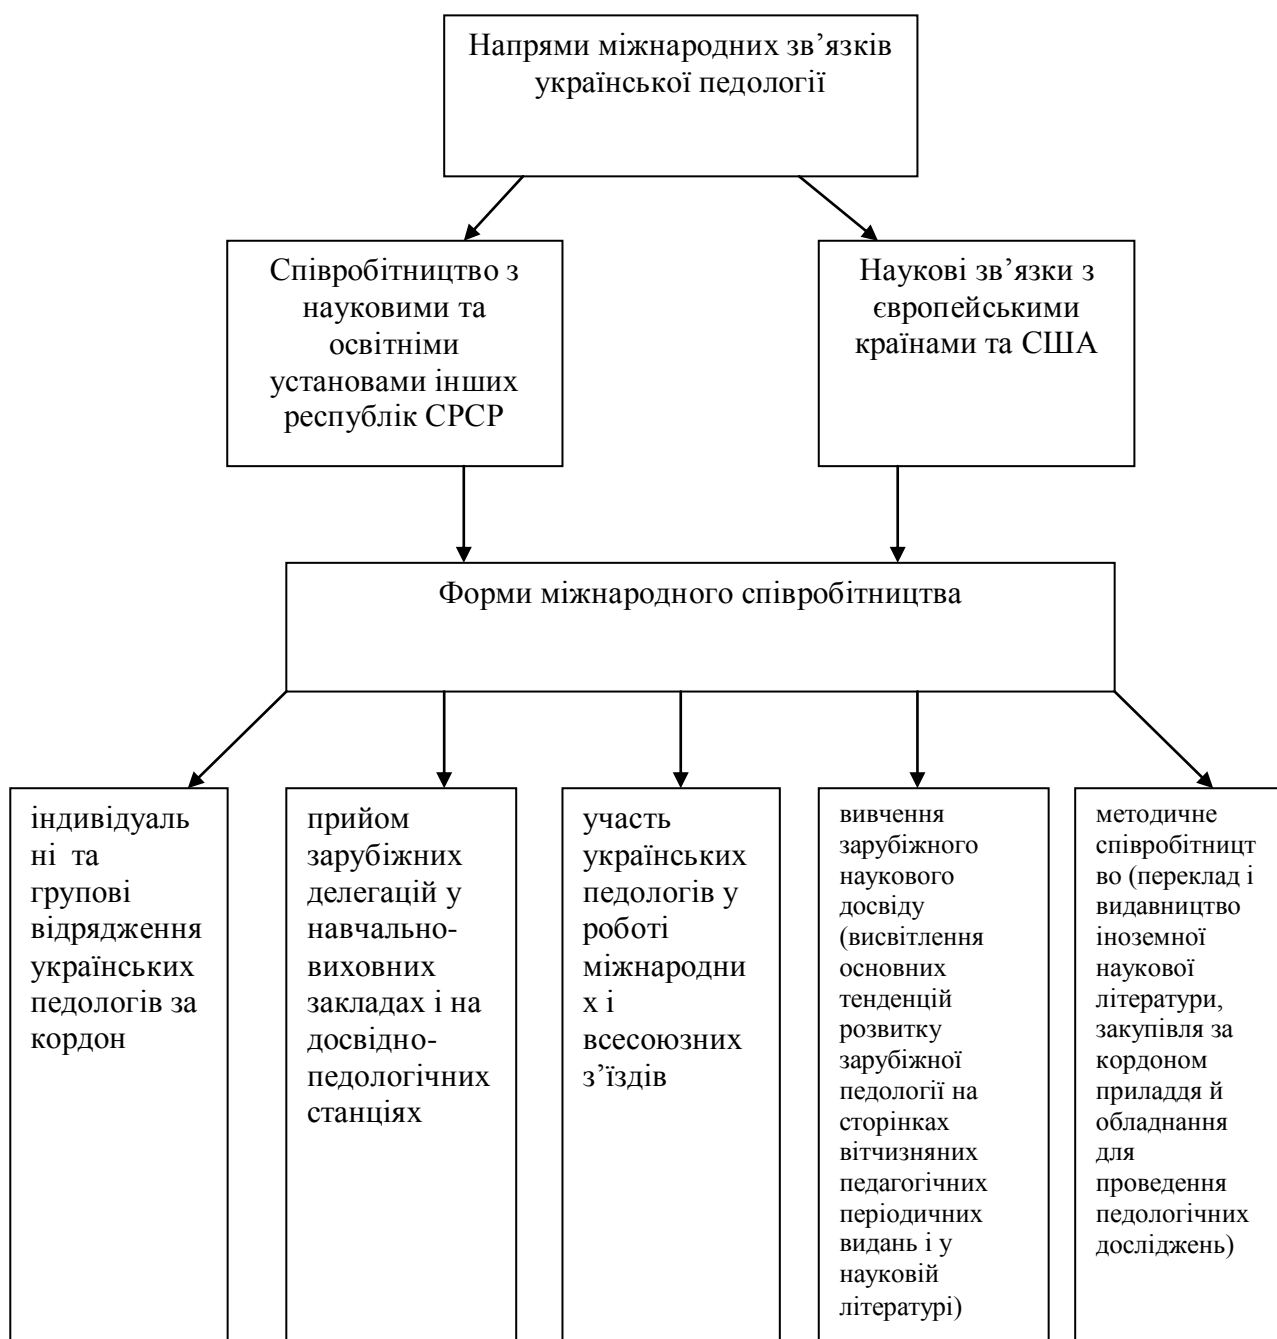 Напрями міжнародних зв’язків
української педології
Співробітництво з
науковими та
освітніми
установами інших
республік СРСР
Наукові зв’язки з
європейськими
країнами та США
Форми міжнародного співробітництва
індивідуаль
ні та
групові
відрядження
українських
педологів за
кордон
прийом
зарубіжних
делегацій у
навчально-
виховних
закладах і на
досвідно-
педологічних
станціях
участь
українських
педологів у
роботі
міжнародни
х і
всесоюзних
з’їздів
вивчення
зарубіжного
наукового
досвіду
(висвітлення
основних
тенденцій
розвитку
зарубіжної
педології на
сторінках
вітчизняних
педагогічних
періодичних
видань і у
науковій
літературі)
методичне
співробітницт
во (переклад і
видавництво
іноземної
наукової
літератури,
закупівля за
кордоном
приладдя й
обладнання
для
проведення
педологічних
досліджень)